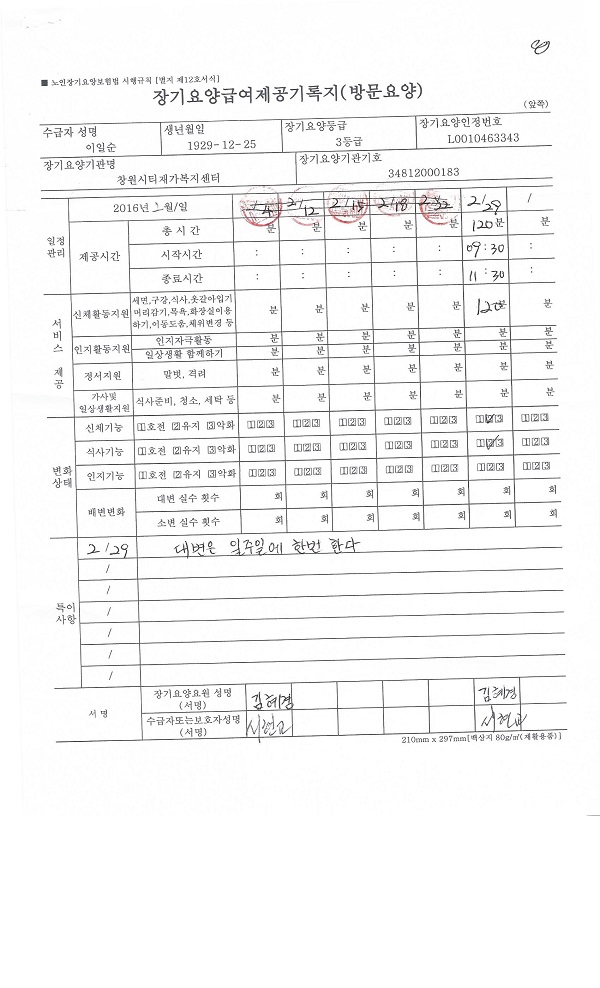 ■ 노인장기요양보험법 시행규칙 [별지 제12호서식]
장기요양급여제공기록지(방문요양)
(앞쪽)
수급자 성명 생년월일 장기요양등급 장기요양인정번호
이일순 1929-12-25 3등급 L0010463343
장기요양기관명 장기요양기관기호
창원시티재가복지센터 34812000183
2016년 2월/일 2/12 2/15 2/18 2/22 2/29 /
일정관리 제공시간 총 시 간 분 분 분 분 분 120분 분
시작시간 : : : : : 09:30 :
종료시간 : : : : : 11:30 :
서비스 제공 신체활동지원 세면,구강,식사,옷갈아입기 머리감기,목욕,화장실이용 하기,이동도움,체위변경 등 분 분 분 분 분 120분 분
인지활동지원 인지자극활동 분 분 분 분 분 분 분
일상생활 함께하기 분 분 분 분 분 분 분
정서지원 말벗, 격려 분 분 분 분 분 분 분
가사및 일상생활지원 식사준비, 청소, 세탁 등 분 분 분 분 분 분 분
변화상태 신체기능 1호전 2유지 3악화 123 123 123 123 123 123 123
식사기능 1호전 2유지 3악화 123 123 123 123 123 123 123
인지기능 1호전 2유지 3악화 123 123 123 123 123 123 123
배변변화 대변 실수 횟수 회 회 회 회 회 회 회
소변 실수 횟수 회 회 회 회 회 회 회
특이사항 2/29 대변은 일주일에 한번 한다
/
/
/
/
/
/
서 명 장기요양요원 성명 (서명) 김혜경 김혜경
수급자또는보호자성명 (서명)
210mm x 297mm[백상지 80g/㎡(재활용품)]